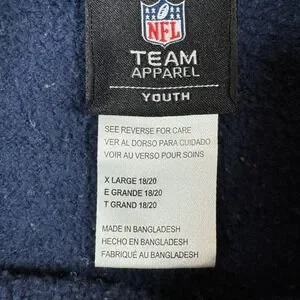 NFL
TEAM
APPAREL
YOUTH
SEE REVERSE FOR CARE
VER AL DORSO PARA CUIDADO
VOIR AU VERSO POUR SOINS
X LARGE 18/20
E GRANDE 18/20
T GRAND 18/20
MADE IN BANGLADESH
HECHO EN BANGLADESH
FABRIQUÉ AU BANGLADESH